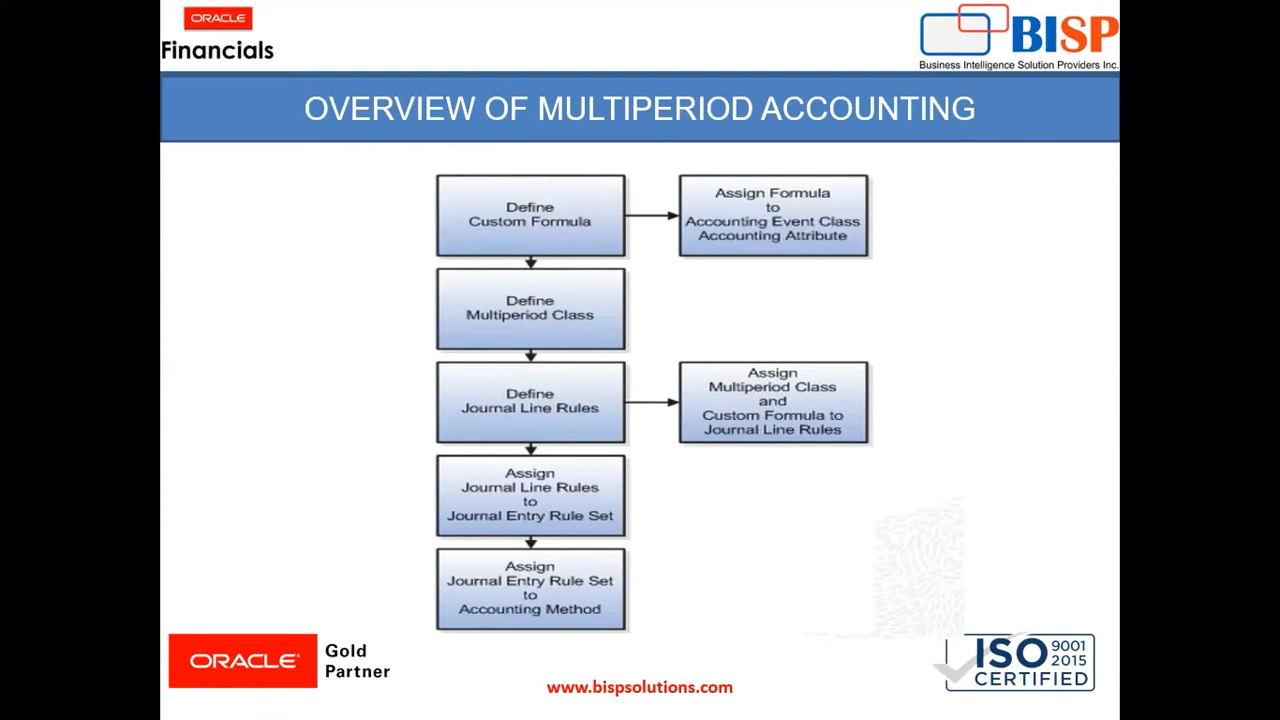 ORACLE
Financials
BISP
Business Intelligence Solution Providers Inc.
OVERVIEW OF MULTIPERIOD ACCOUNTING
Define
Custom Formula
Assign Formula
to
Accounting Event Class
Accounting Attribute
Define
Multiperiod Class
Define
Journal Line Rules
Assign
Multiperiod Class
and
Custom Formula to
Journal Line Rules
Assign
Journal Line Rules
to
Journal Entry Rule Set
Assign
Journal Entry Rule Set
to
Accounting Method
ORACLE®
Gold
Partner
www.bispsolutions.com
ISO 9001
2015
CERTIFIED